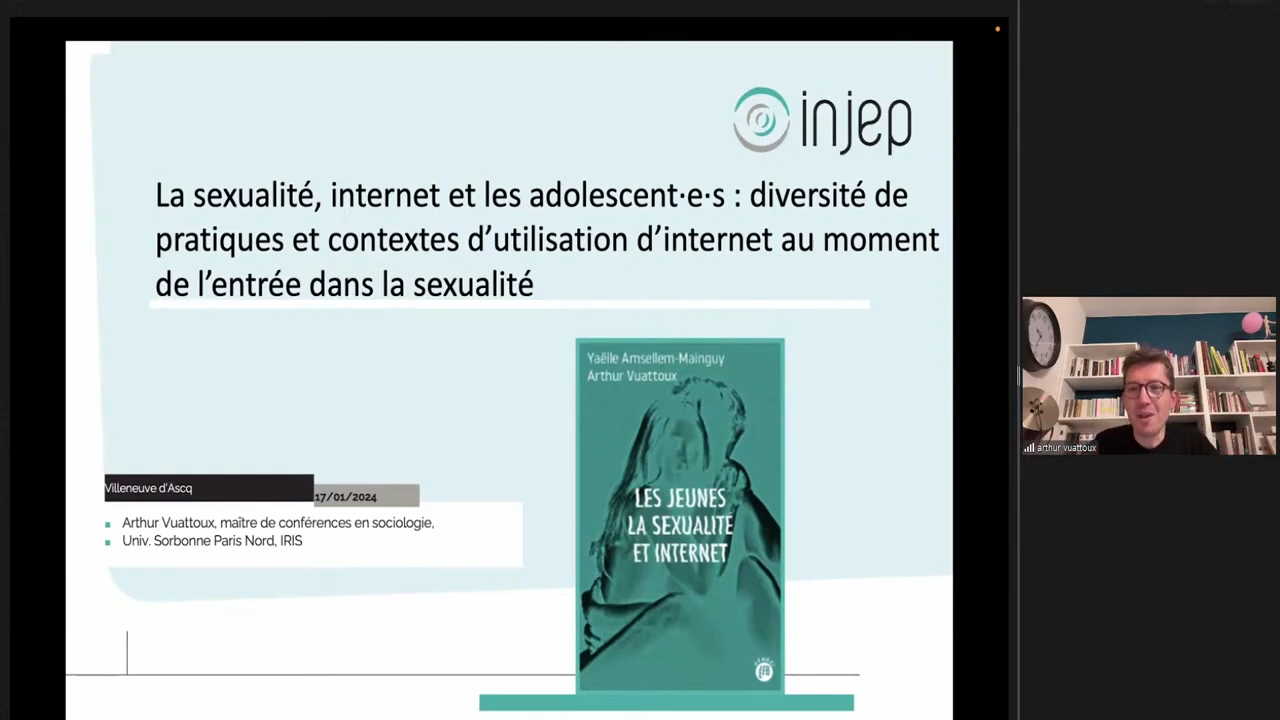 injep
La sexualité, internet et les adolescent·e·s : diversité de
pratiques et contextes d'utilisation d'internet au moment
de l'entrée dans la sexualité
Yaëlle Amsellem-Mainguy
Arthur Vuattoux
LES JEUNES
LA SEXUALITÉ
ET INTERNET
Villeneuve d'Ascq
17/01/2024
Arthur Vuattoux, maître de conférences en sociologie,
Univ. Sorbonne Paris Nord, IRIS
arthur vuattoux